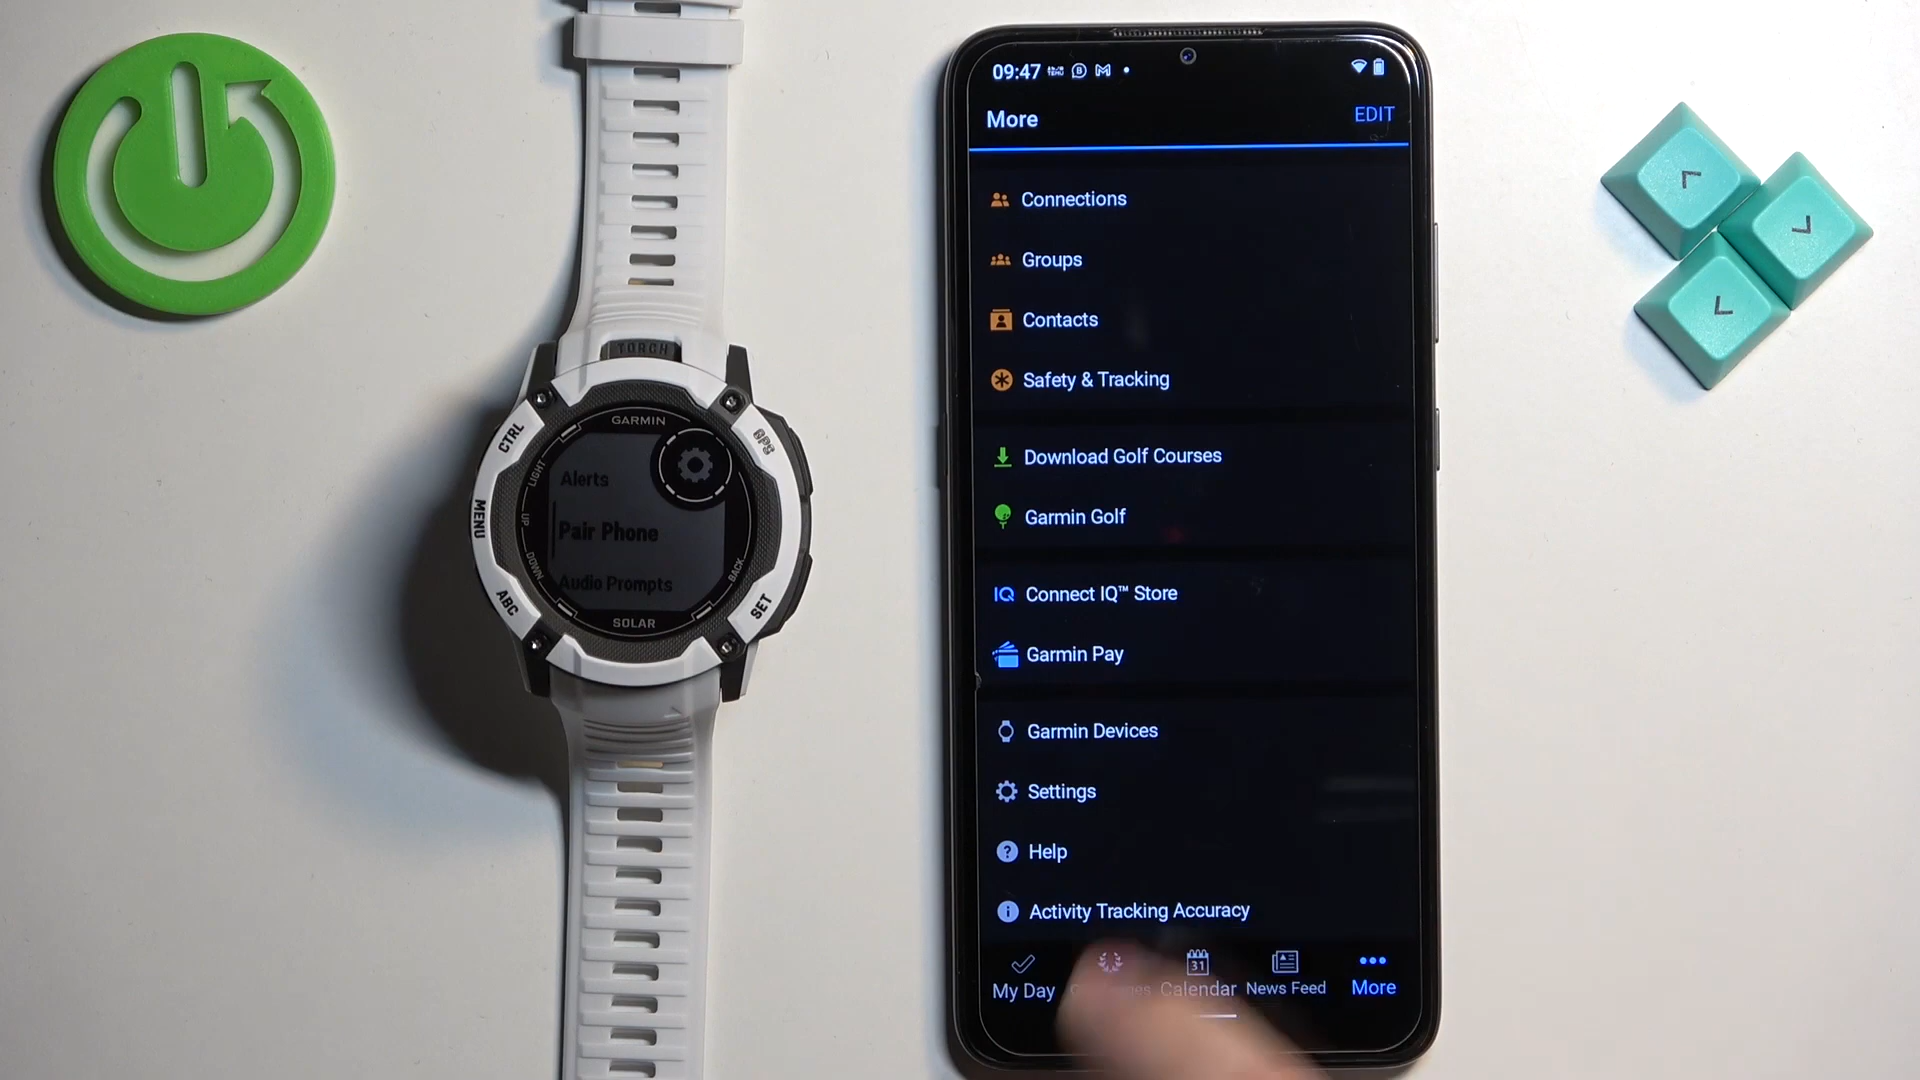 TORCH
GARMIN
CTRL
GPS
LIGHT
MENU
UP
DOWN
ABC
BACK
SET
Alerts
Pair Phone
Audio Prompts
SOLAR
09:47
More
EDIT
Connections
Groups
Contacts
Safety & Tracking
Download Golf Courses
Garmin Golf
IQ Connect IQ™ Store
Garmin Pay
Garmin Devices
Settings
Help
Activity Tracking Accuracy
31
My Day
Calendar
News Feed
More